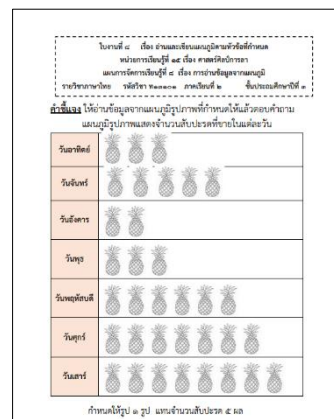 ใบงานที่ ๘ เรื่อง อ่านและเขียนแผนภูมิตามหัวข้อที่กำหนด
หน่วยการเรียนรู้ที่ ๑๕ เรื่อง ศาสตร์ศิลป์การลา
แผนการจัดการเรียนรู้ที่ ๘ เรื่อง การอ่านข้อมูลจากแผนภูมิ
รายวิชาภาษาไทย รหัสวิชา ท๑๓๑๐๑ ภาคเรียนที่ ๒ ชั้นประถมศึกษาปีที่ ๓
คำชี้แจง ให้อ่านข้อมูลจากแผนภูมิรูปภาพที่กำหนดให้แล้วตอบคำถาม
แผนภูมิรูปภาพแสดงจำนวนสับปะรดที่ขายในแต่ละวัน
วันอาทิตย์
วันจันทร์
วันอังคาร
วันพุธ
วันพฤหัสบดี
วันศุกร์
วันเสาร์
กำหนดให้รูป ๑ รูป แทนจำนวนสับปะรด ๕ ผล